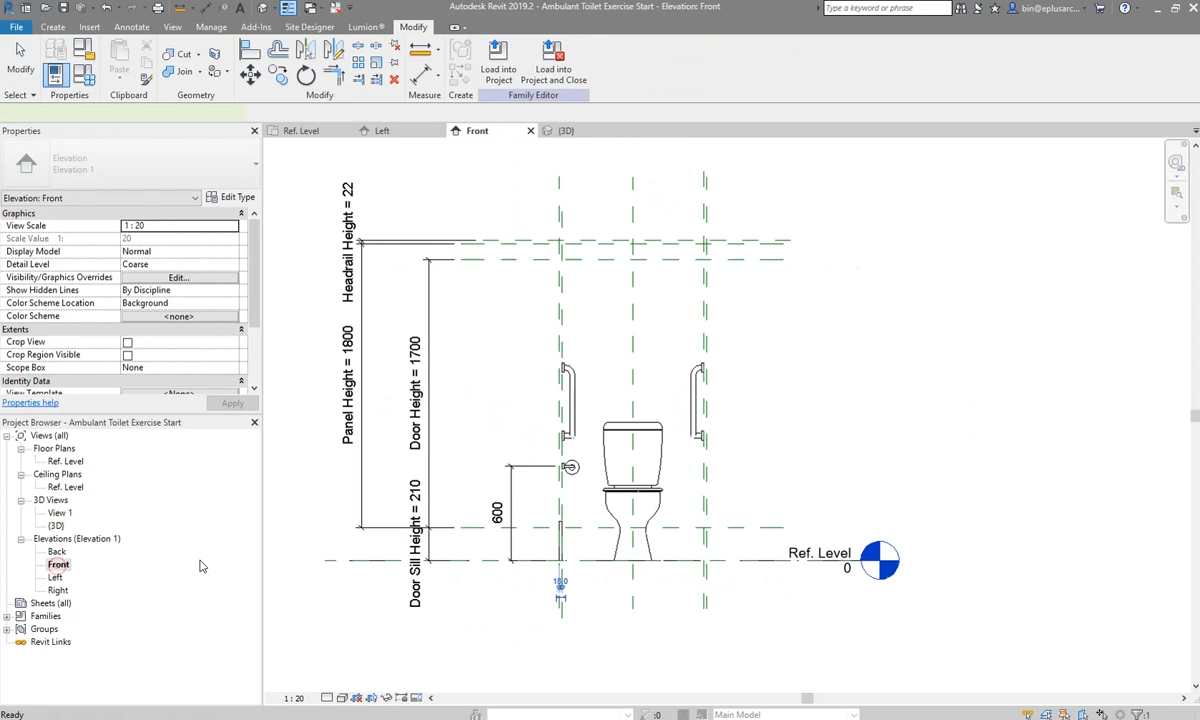 Autodesk Revit 2019.2 - Ambulant Toilet Exercise Start - Elevation: Front
Type a keyword or phrase
bin@eplusarc...
File Create Insert Annotate View Manage Add-Ins Site Designer Lumion® Modify
Modify
Paste
Cut
Join
Load into
Project
Load into
Project and Close
Select Properties Clipboard Geometry Modify Measure Create Family Editor
Properties
Ref. Level
Left
Front
{3D}
Elevation
Elevation 1
Elevation: Front
Edit Type
Graphics
View Scale 1 : 20
Scale Value 1: 20
Display Model Normal
Detail Level Coarse
Visibility/Graphics Overrides Edit...
Show Hidden Lines By Discipline
Color Scheme Location Background
Color Scheme <none>
Extents
Crop View
Crop Region Visible
Scope Box None
Identity Data
View Template <None>
Properties help
Apply
Project Browser - Ambulant Toilet Exercise Start
Views (all)
Floor Plans
Ref. Level
Ceiling Plans
Ref. Level
3D Views
View 1
{3D}
Elevations (Elevation 1)
Back
Front
Left
Right
Sheets (all)
Families
Groups
Revit Links
Headrail Height = 22
Panel Height = 1800
Door Height = 1700
Door Sill Height = 210
600
Ref. Level
0
1 : 20
Ready
:0
Main Model
:1